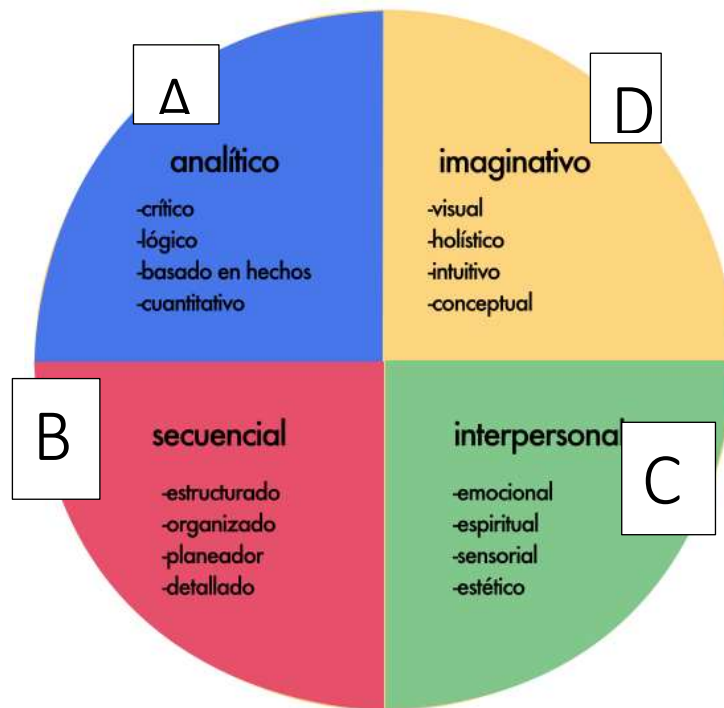 A
analítico
-crítico
-lógico
-basado en hechos
-cuantitativo
D
imaginativo
-visual
-holístico
-intuitivo
-conceptual
B
secuencial
-estructurado
-organizado
-planeador
-detallado
C
interpersonal
-emocional
-espiritual
-sensorial
-estético